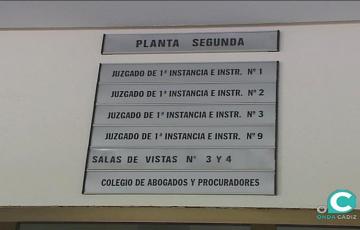 PLANTA SEGUNDA
JUZGADO DE 1ª INSTANCIA E INSTR. Nº 1
JUZGADO DE 1ª INSTANCIA E INSTR. Nº 2
JUZGADO DE 1ª INSTANCIA E INSTR. Nº 3
JUZGADO DE 1ª INSTANCIA E INSTR. Nº 9
SALAS DE VISTAS Nº 3 Y 4
COLEGIO DE ABOGADOS Y PROCURADORES
ONDACADIZ